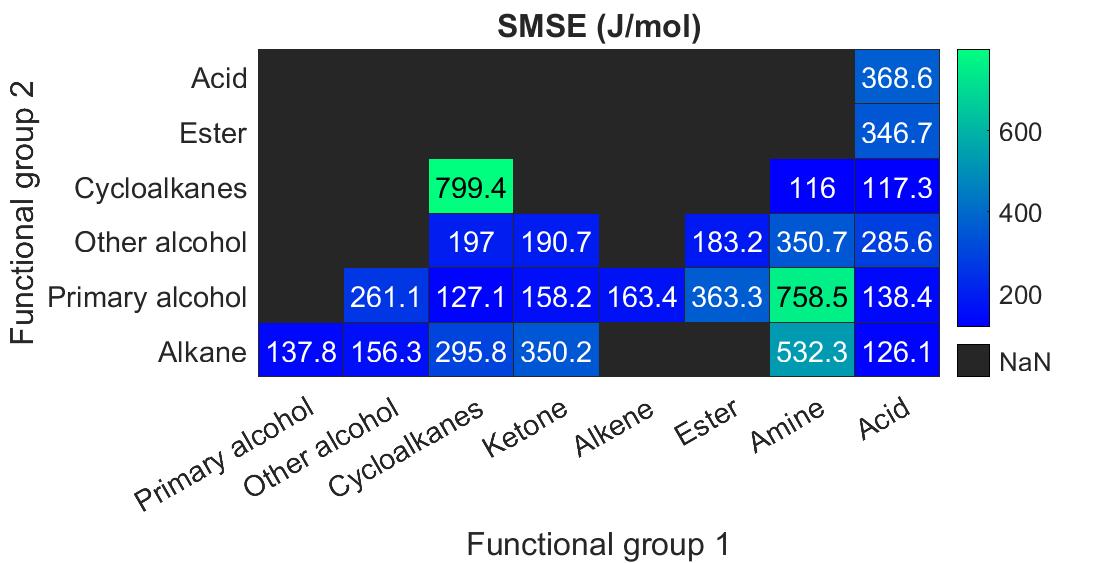 SMSE (J/mol)
Functional group 2
Acid 368.6
Ester 346.7
Cycloalkanes 799.4 116 117.3
Other alcohol 197 190.7 183.2 350.7 285.6
Primary alcohol 261.1 127.1 158.2 163.4 363.3 758.5 138.4
Alkane 137.8 156.3 295.8 350.2 532.3 126.1
600
400
200
NaN
Primary alcohol
Other alcohol
Cycloalkanes
Ketone
Alkene
Ester
Amine
Acid
Functional group 1